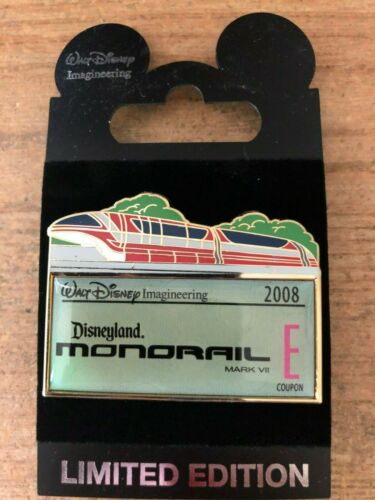 WALT DISNEY
Imagineering
WALT DISNEY Imagineering 2008
Disneyland.
MONORAIL E
MARK VII
COUPON
LIMITED EDITION